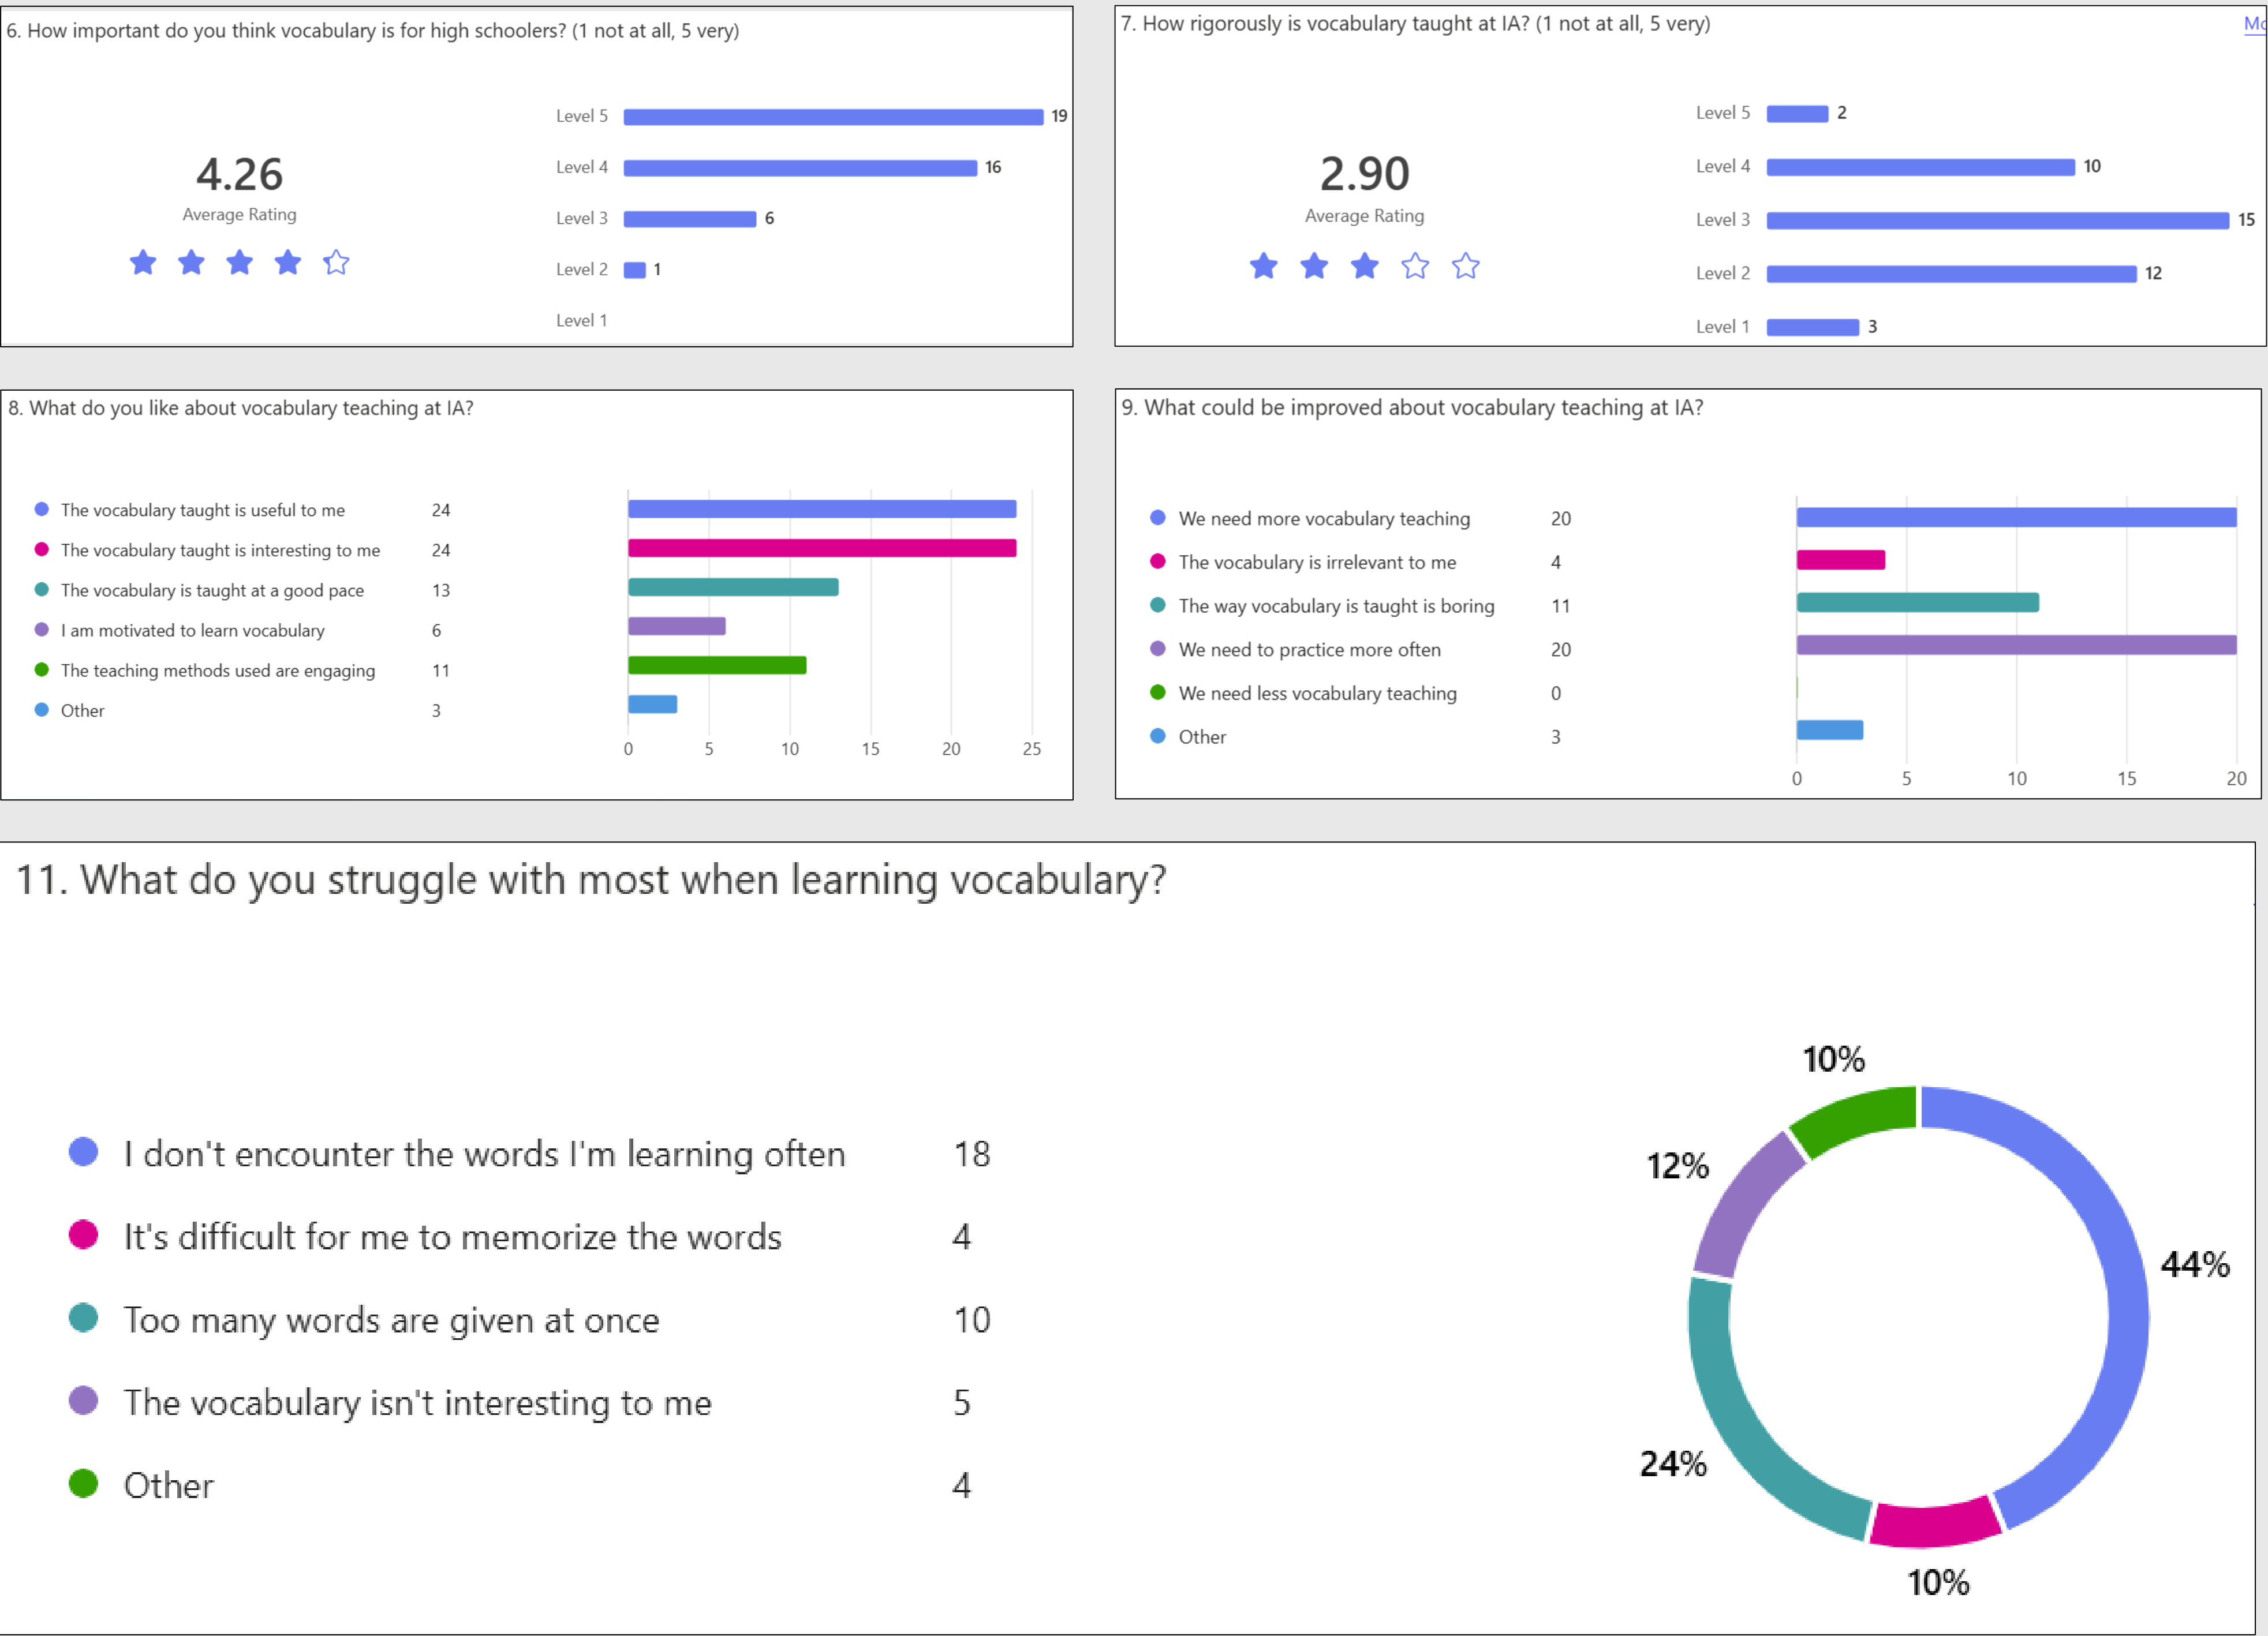 6. How important do you think vocabulary is for high schoolers? (1 not at all, 5 very)
4.26
Average Rating
Level 5 19
Level 4 16
Level 3 6
Level 2 1
Level 1
7. How rigorously is vocabulary taught at IA? (1 not at all, 5 very)
2.90
Average Rating
Level 5 2
Level 4 10
Level 3 15
Level 2 12
Level 1 3
8. What do you like about vocabulary teaching at IA?
The vocabulary taught is useful to me 24
The vocabulary taught is interesting to me 24
The vocabulary is taught at a good pace 13
I am motivated to learn vocabulary 6
The teaching methods used are engaging 11
Other 3
0 5 10 15 20 25
9. What could be improved about vocabulary teaching at IA?
We need more vocabulary teaching 20
The vocabulary is irrelevant to me 4
The way vocabulary is taught is boring 11
We need to practice more often 20
We need less vocabulary teaching 0
Other 3
0 5 10 15 20
11. What do you struggle with most when learning vocabulary?
I don't encounter the words I'm learning often 18
It's difficult for me to memorize the words 4
Too many words are given at once 10
The vocabulary isn't interesting to me 5
Other 4
10%
12%
44%
24%
10%